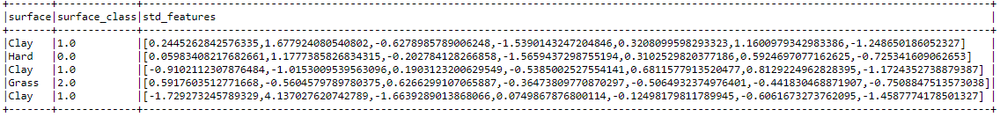 +-------+-------------+------------------------------------------------------------------------------------------------------------------------------------------+
|surface|surface_class|std_features                                                                                                                              |
+-------+-------------+------------------------------------------------------------------------------------------------------------------------------------------+
|Clay   |1.0          |[0.2445262842576335,1.677924080540802,-0.6278985789006248,-1.5390143247204846,0.3208099598293323,1.1600979342983386,-1.248650186052327]   |
|Hard   |0.0          |[0.05983408217682661,1.1777385826834315,-0.202784128266858,-1.5659437298755194,0.3102529820377186,0.5924697077162625,-0.725341609062653]  |
|Clay   |1.0          |[-0.9102112307876484,-1.0153009539563096,0.1903123200629549,-0.5385002527554141,0.6811577913520477,0.8129224962828395,-1.1724352738879387]|
|Grass  |2.0          |[0.5917603512771668,-0.5604579789780375,0.6266299107065887,-0.36473809770870297,-0.5064932374976401,-0.441830468871907,-0.7508847513573038]|
|Clay   |1.0          |[-1.729273245789329,4.137027620742789,-1.6639289013868066,0.0749867876800114,-0.12498179811789945,-0.6061673273762095,-1.4587774178501327]|
+-------+-------------+------------------------------------------------------------------------------------------------------------------------------------------+